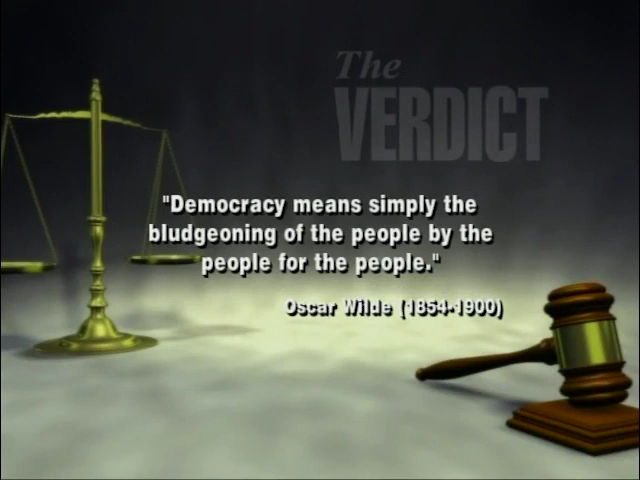 The
VERDICT
"Democracy means simply the
bludgeoning of the people by the
people for the people."
Oscar Wilde (1854-1900)